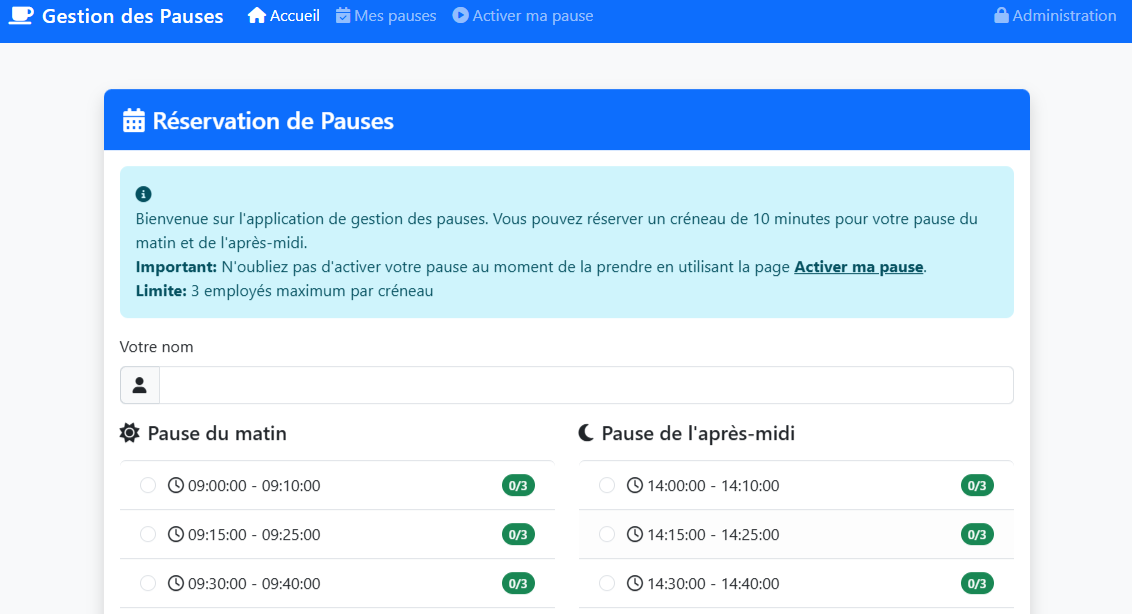 Gestion des Pauses Accueil Mes pauses Activer ma pause Administration
Réservation de Pauses
Bienvenue sur l'application de gestion des pauses. Vous pouvez réserver un créneau de 10 minutes pour votre pause du
matin et de l'après-midi.
Important: N'oubliez pas d'activer votre pause au moment de la prendre en utilisant la page Activer ma pause.
Limite: 3 employés maximum par créneau
Votre nom
Pause du matin
09:00:00 - 09:10:00 0/3
09:15:00 - 09:25:00 0/3
09:30:00 - 09:40:00 0/3
Pause de l'après-midi
14:00:00 - 14:10:00 0/3
14:15:00 - 14:25:00 0/3
14:30:00 - 14:40:00 0/3